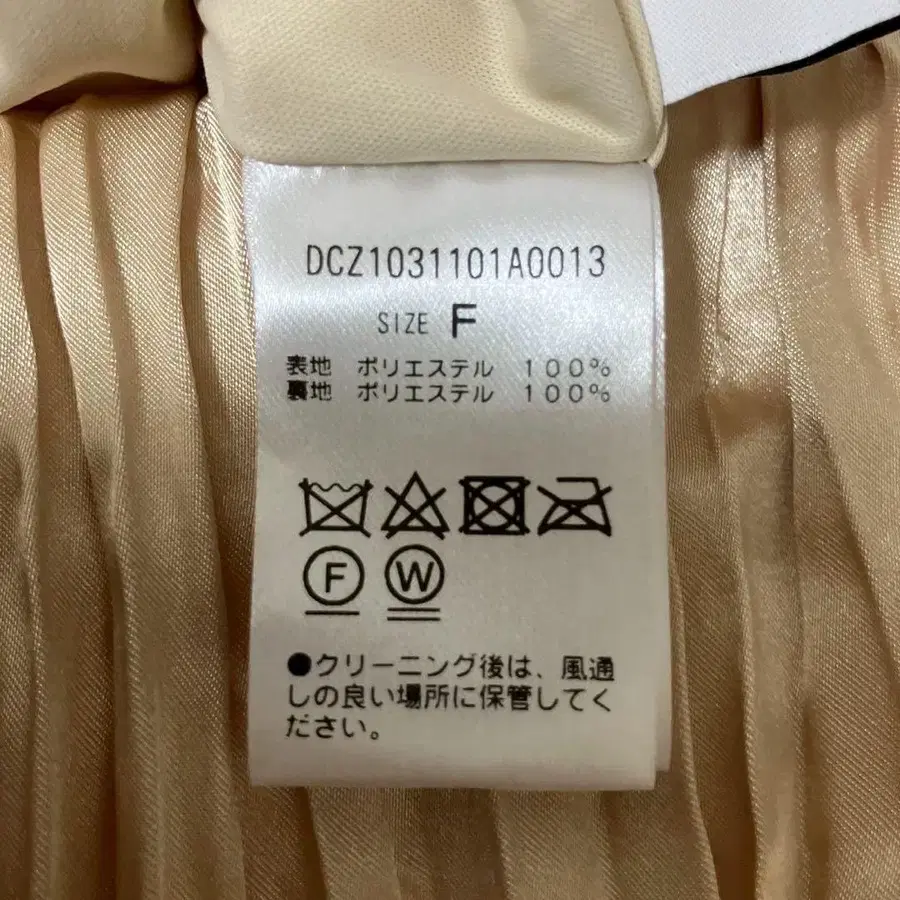 DCZ1031101A0013
SIZE F
表地 ポリエステル 100%
裏地 ポリエステル 100%
F W
●クリーニング後は、風通
しの良い場所に保管してく
ださい。